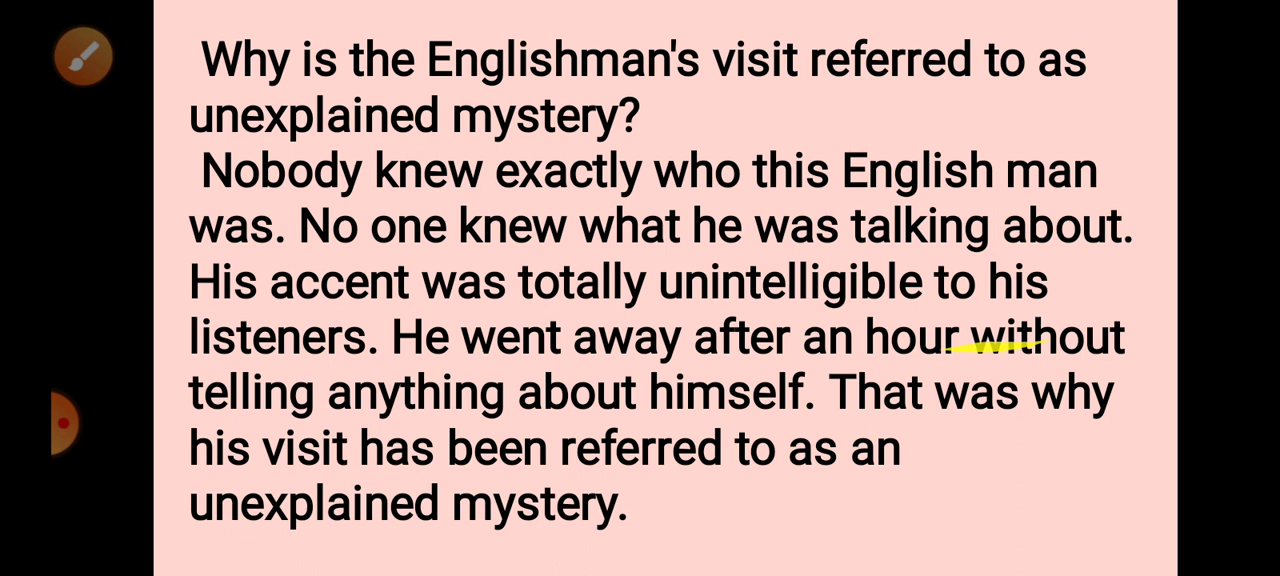 Why is the Englishman's visit referred to as
unexplained mystery?
Nobody knew exactly who this English man
was. No one knew what he was talking about.
His accent was totally unintelligible to his
listeners. He went away after an hour without
telling anything about himself. That was why
his visit has been referred to as an
unexplained mystery.